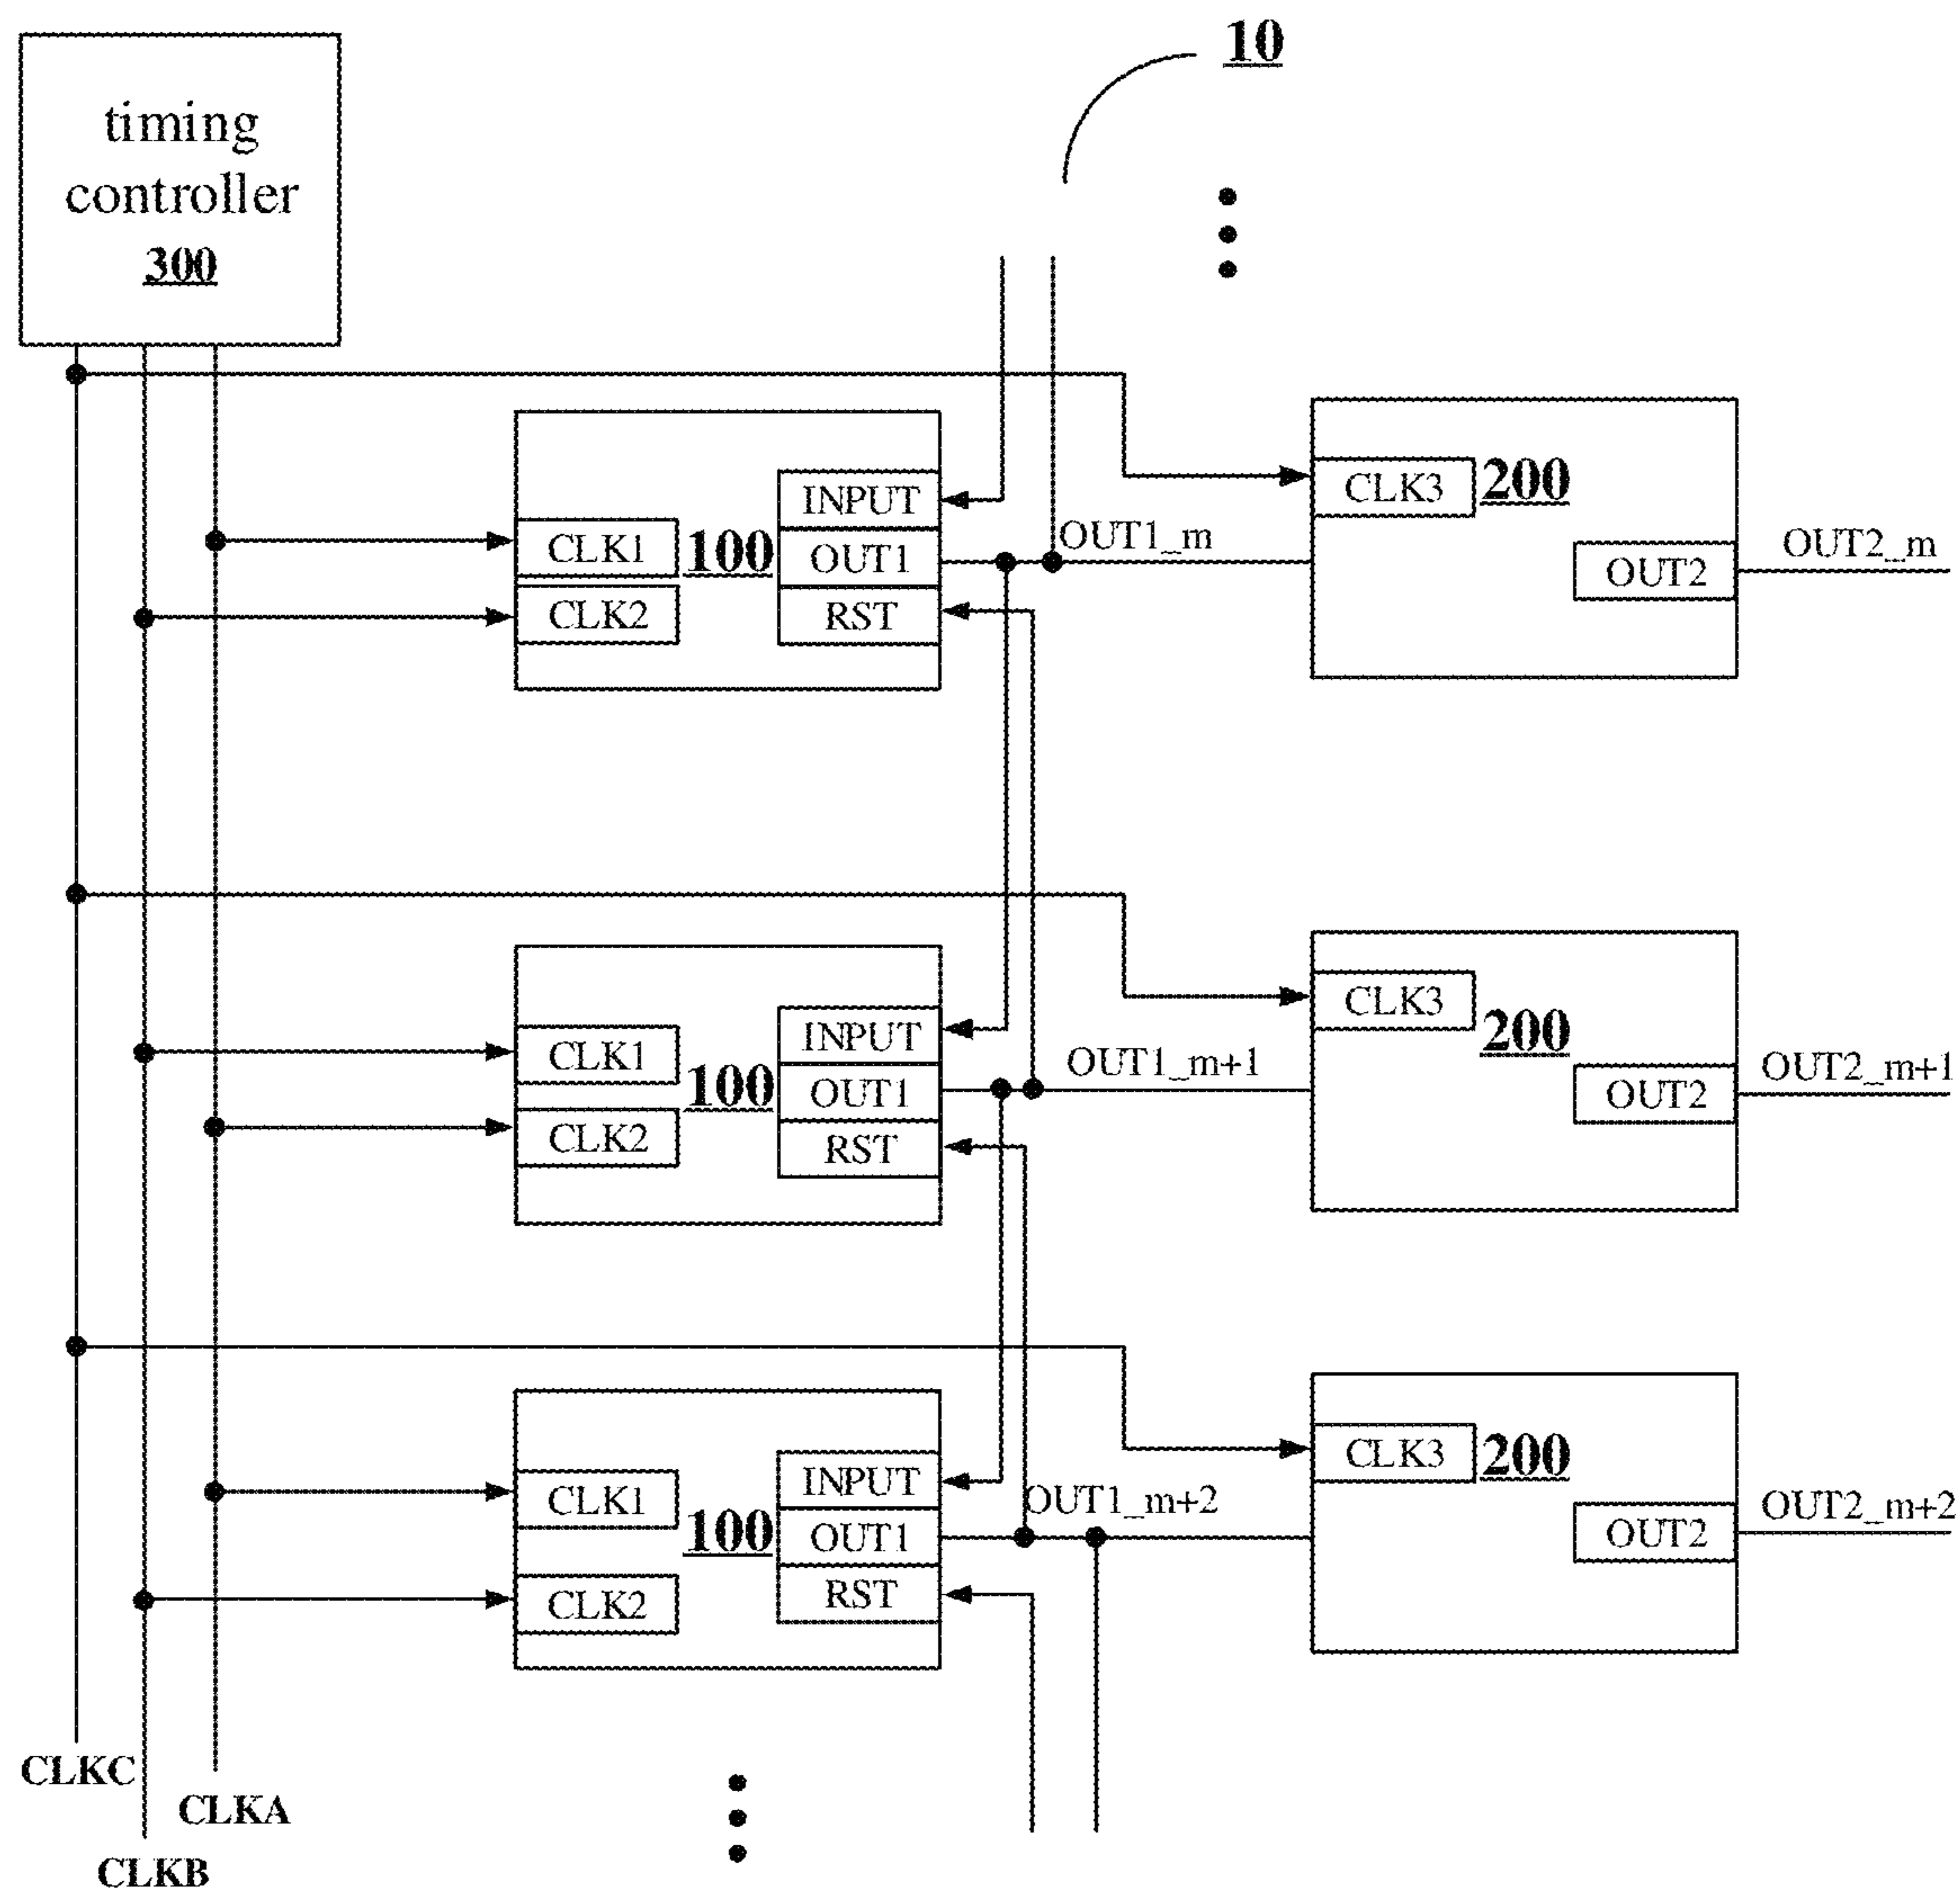 10
timing
controller
300
INPUT
CLK3
200
CLK1
100
OUT1
OUT1_m
OUT2
OUT2_m
CLK2
RST
INPUT
CLK3
200
CLK1
100
OUT1
OUT1_m+1
OUT2
OUT2_m+1
CLK2
RST
INPUT
CLK3
200
CLK1
100
OUT1
OUT1_m+2
OUT2
OUT2_m+2
CLK2
RST
CLKC
CLKA
CLKB